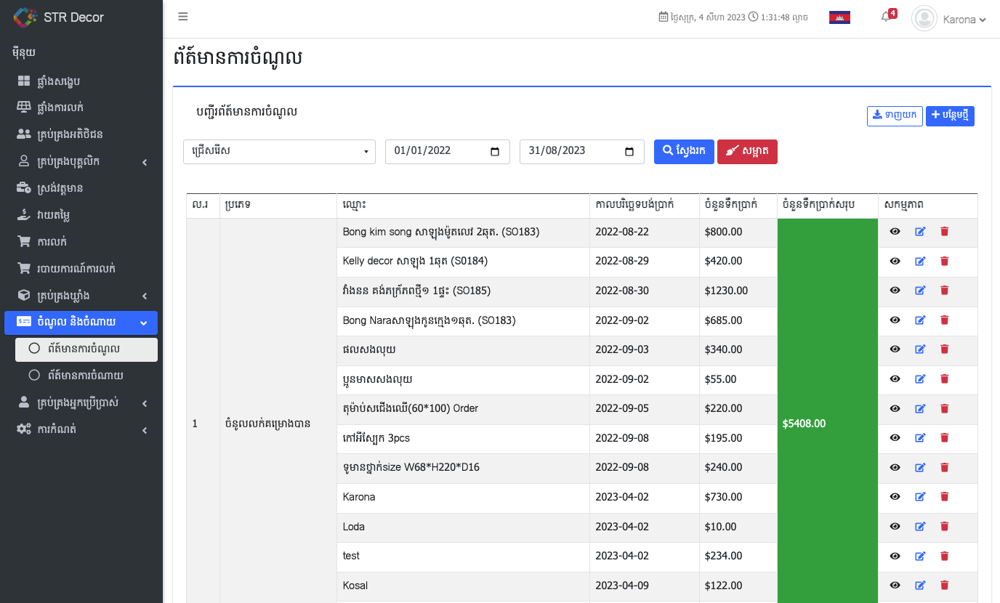 STR Decor
ថ្ងៃសុក្រ, 4 សីហា 2023 1:31:48 ល្ងាច
4
Karona
ម៉ីនុយ
ផ្ទាំងសង្ខេប
ផ្ទាំងការលក់
គ្រប់គ្រងអតិថិជន
គ្រប់គ្រងបុគ្គលិក
ស្រង់វត្តមាន
វាយតម្លៃ
ការលក់
របាយការណ៍ការលក់
គ្រប់គ្រងឃ្លាំង
ចំណូល និងចំណាយ
ព័ត៍មានការចំណូល
ព័ត៍មានការចំណាយ
គ្រប់គ្រងអ្នកប្រើប្រាស់
ការកំណត់
ព័ត៍មានការចំណូល
បញ្ជីរព័ត៍មានការចំណូល
ទាញយក
បន្ថែមថ្មី
ជ្រើសរើស 01/01/2022 31/08/2023 ស្វែងរក សម្អាត
ល.រ ប្រភេទ ឈ្មោះ កាលបរិច្ឆេទបង់ប្រាក់ ចំនួនទឹកប្រាក់ ចំនួនទឹកប្រាក់សរុប សកម្មភាព
Bong kim song សាឡុងម៉ូតលេវ 2ឆុត. (SO183) 2022-08-22 $800.00
Kelly decor សាឡុង 1ឆុត (S0184) 2022-08-29 $420.00
វាំងនន គង់ភក្រ័ភពថ្មី១ 1ផ្ទះ (SO185) 2022-08-30 $1230.00
Bong Naraសាឡុងកូនក្មេង១ឆុត. (SO183) 2022-09-02 $685.00
ផលសងលុយ 2022-09-03 $340.00
ប្អូនមាសសងលុយ 2022-09-02 $55.00
តុម៉ាប់សជើងឈើ(60*100) Order 2022-09-05 $220.00
1 ចំនូលលក់គម្រោងបាន $5408.00
កៅអីស្បែក 3pcs 2022-09-08 $195.00
ទូមានថ្នាក់size W68*H220*D16 2022-09-08 $240.00
Karona 2023-04-02 $730.00
Loda 2023-04-02 $10.00
test 2023-04-02 $234.00
Kosal 2023-04-09 $122.00